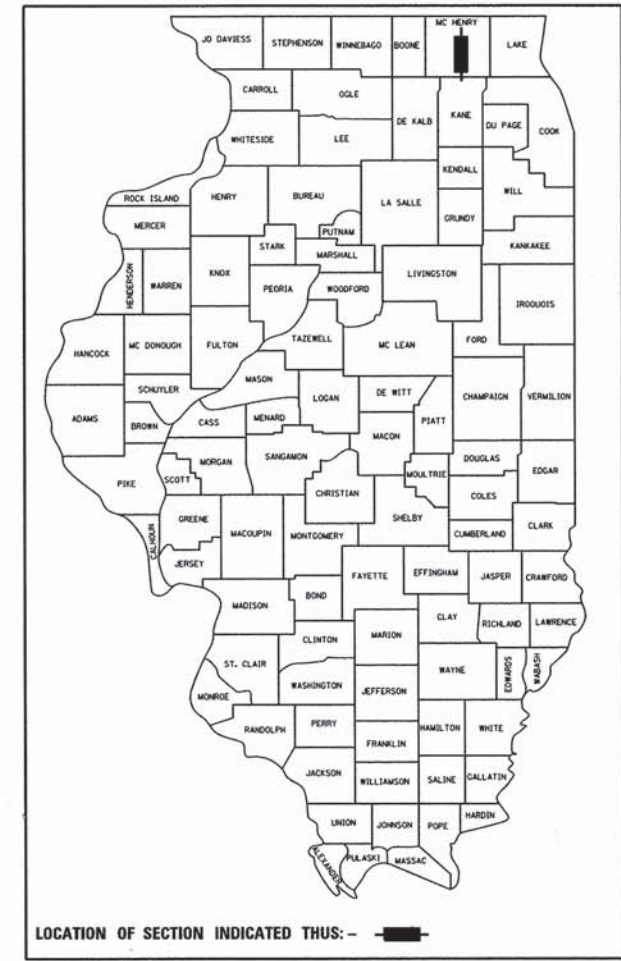 JO DAVIESS
STEPHENSON
WINNEBAGO
BOONE
MC HENRY
LAKE
CARROLL
OGLE
DE KALB
KANE
DU PAGE
COOK
WHITESIDE
LEE
KENDALL
WILL
ROCK ISLAND
HENRY
BUREAU
LA SALLE
GRUNDY
MERCER
PUTNAM
KANKAKEE
STARK
MARSHALL
HENDERSON
WARREN
KNOX
PEORIA
WOODFORD
LIVINGSTON
IROQUOIS
HANCOCK
MC DONOUGH
FULTON
TAZEWELL
MC LEAN
FORD
SCHUYLER
MASON
LOGAN
DE WITT
CHAMPAIGN
VERMILION
ADAMS
BROWN
CASS
MENARD
MACON
PIATT
PIKE
SCOTT
MORGAN
SANGAMON
CHRISTIAN
MOULTRIE
DOUGLAS
EDGAR
COLES
CALHOUN
GREENE
MACOUPIN
MONTGOMERY
SHELBY
CUMBERLAND
CLARK
JERSEY
FAYETTE
EFFINGHAM
JASPER
CRAWFORD
MADISON
BOND
CLAY
RICHLAND
LAWRENCE
CLINTON
MARION
ST. CLAIR
WAYNE
EDWARDS
WABASH
MONROE
WASHINGTON
JEFFERSON
RANDOLPH
PERRY
HAMILTON
WHITE
FRANKLIN
JACKSON
WILLIAMSON
SALINE
GALLATIN
UNION
JOHNSON
POPE
HARDIN
ALEXANDER
PULASKI
MASSAC
LOCATION OF SECTION INDICATED THUS: -